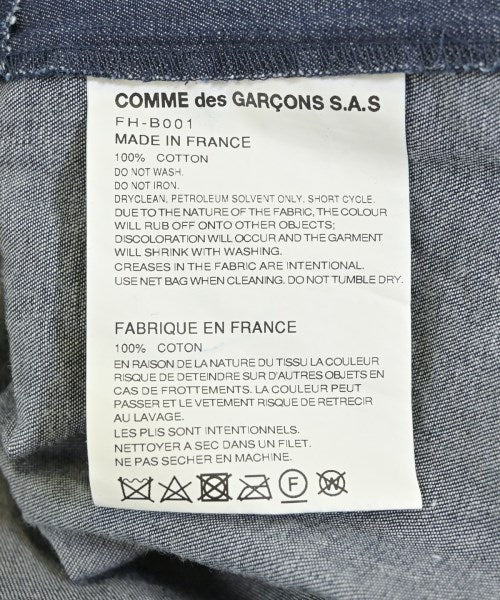 COMME des GARÇONS S.A.S
FH-B001
MADE IN FRANCE
100% COTTON
DO NOT WASH.
DO NOT IRON.
DRYCLEAN, PETROLEUM SOLVENT ONLY. SHORT CYCLE.
DUE TO THE NATURE OF THE FABRIC, THE COLOUR
WILL RUB OFF ONTO OTHER OBJECTS;
DISCOLORATION WILL OCCUR AND THE GARMENT
WILL SHRINK WITH WASHING.
CREASES IN THE FABRIC ARE INTENTIONAL.
USE NET BAG WHEN CLEANING. DO NOT TUMBLE DRY.
FABRIQUE EN FRANCE
100% COTON
EN RAISON DE LA NATURE DU TISSU LA COULEUR
RISQUE DE DETEINDRE SUR D'AUTRES OBJETS EN
CAS DE FROTTEMENTS. LA COULEUR PEUT
PASSER ET LE VETEMENT RISQUE DE RETRECIR
AU LAVAGE.
LES PLIS SONT INTENTIONNELS.
NETTOYER A SEC DANS UN FILET.
NE PAS SECHER EN MACHINE.
F W